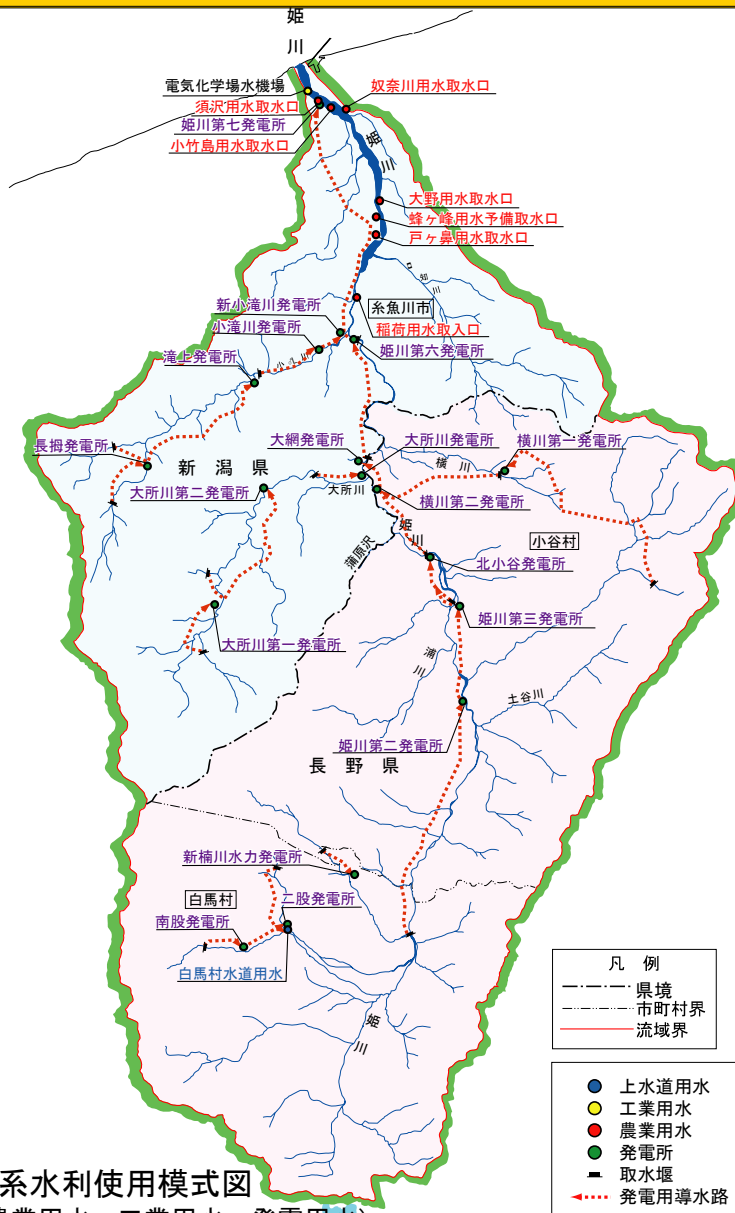 姫川
電気化学場水機場
須沢用水取水口
姫川第七発電所
小竹島用水取水口
奴奈川用水取水口
姫川
大野用水取水口
蜂ヶ峰用水予備取水口
戸ヶ鼻用水取水口
糸魚川市
稲荷用水取入口
新小滝川発電所
小滝川発電所
姫川第六発電所
滝上発電所
長拇発電所
新潟県
大網発電所
大所川発電所
横川第一発電所
横川
大所川第二発電所
大所川
横川第二発電所
姫川
蒲原沢
小谷村
北小谷発電所
姫川第三発電所
大所川第一発電所
浦川
土谷川
姫川第二発電所
長野県
新楠川水力発電所
白馬村
二股発電所
南股発電所
白馬村水道用水
姫川
凡例
県境
市町村界
流域界
上水道用水
工業用水
農業用水
発電所
取水堰
発電用導水路
系水利使用模式図
農業用水、工業用水、発電用水）